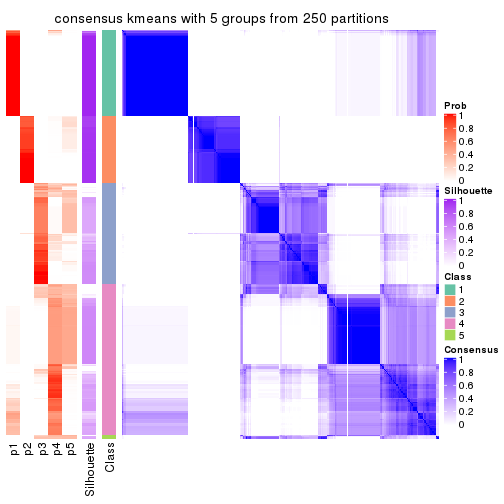 consensus kmeans with 5 groups from 250 partitions
Prob
1
0.8
0.6
0.4
0.2
0
Silhouette
1
0.8
0.6
0.4
0.2
0
Class
1
2
3
4
5
Consensus
1
0.8
0.6
0.4
0.2
0
p1
p2
p3
p4
p5
Silhouette
Class